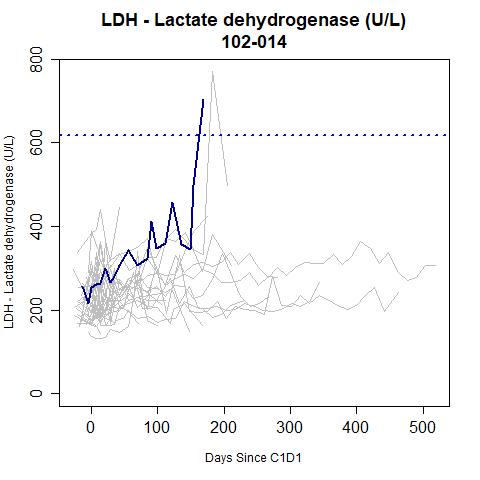 LDH - Lactate dehydrogenase (U/L)
102-014
LDH - Lactate dehydrogenase (U/L)
800
600
400
200
0
0 100 200 300 400 500
Days Since C1D1